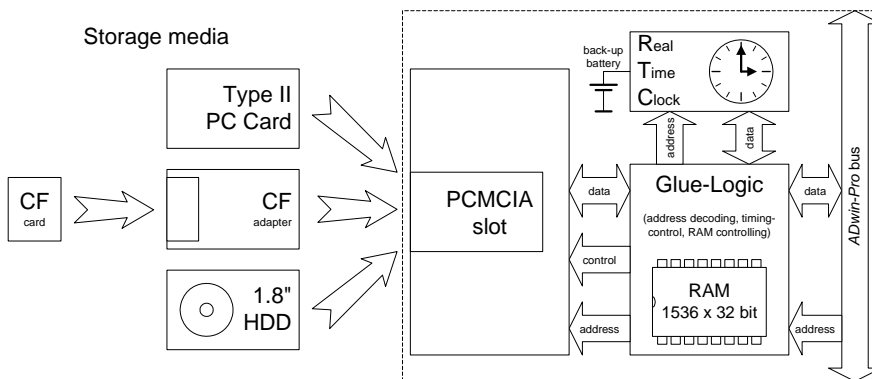 Storage media
Type II
PC Card
CF
card
CF
adapter
1.8"
HDD
PCMCIA
slot
back-up
battery
Real
Time
Clock
address
data
data
control
address
Glue-Logic
(address decoding, timing-
control, RAM controlling)
RAM
1536 x 32 bit
data
address
ADwin-Pro bus